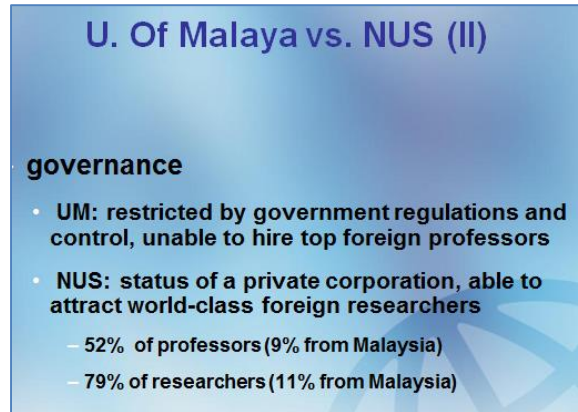 U. Of Malaya vs. NUS (II)
governance
• UM: restricted by government regulations and
control, unable to hire top foreign professors
• NUS: status of a private corporation, able to
attract world-class foreign researchers
– 52% of professors (9% from Malaysia)
– 79% of researchers (11% from Malaysia)